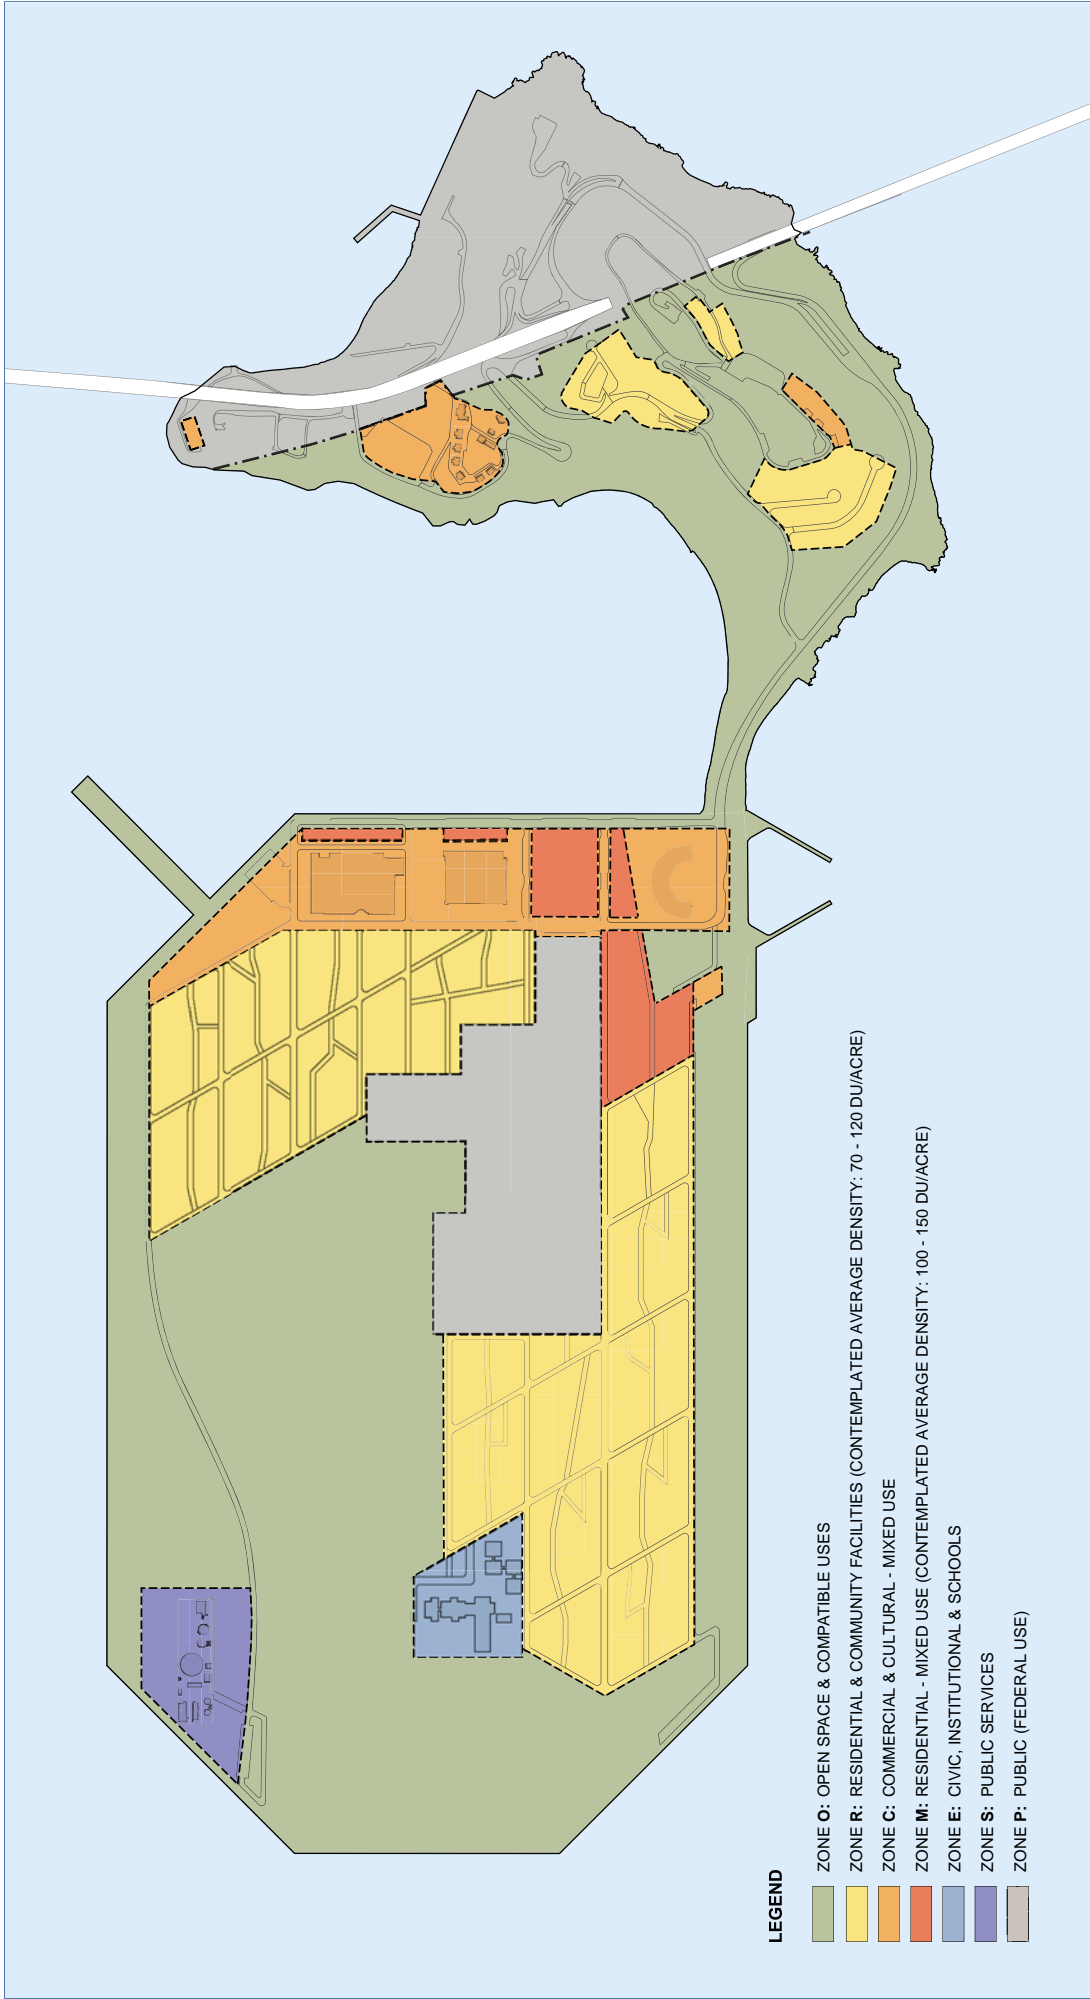 LEGEND
ZONE O: OPEN SPACE & COMPATIBLE USES
ZONE R: RESIDENTIAL & COMMUNITY FACILITIES (CONTEMPLATED AVERAGE DENSITY: 70 - 120 DU/ACRE)
ZONE C: COMMERCIAL & CULTURAL - MIXED USE
ZONE M: RESIDENTIAL - MIXED USE (CONTEMPLATED AVERAGE DENSITY: 100 - 150 DU/ACRE)
ZONE E: CIVIC, INSTITUTIONAL & SCHOOLS
ZONE S: PUBLIC SERVICES
ZONE P: PUBLIC (FEDERAL USE)